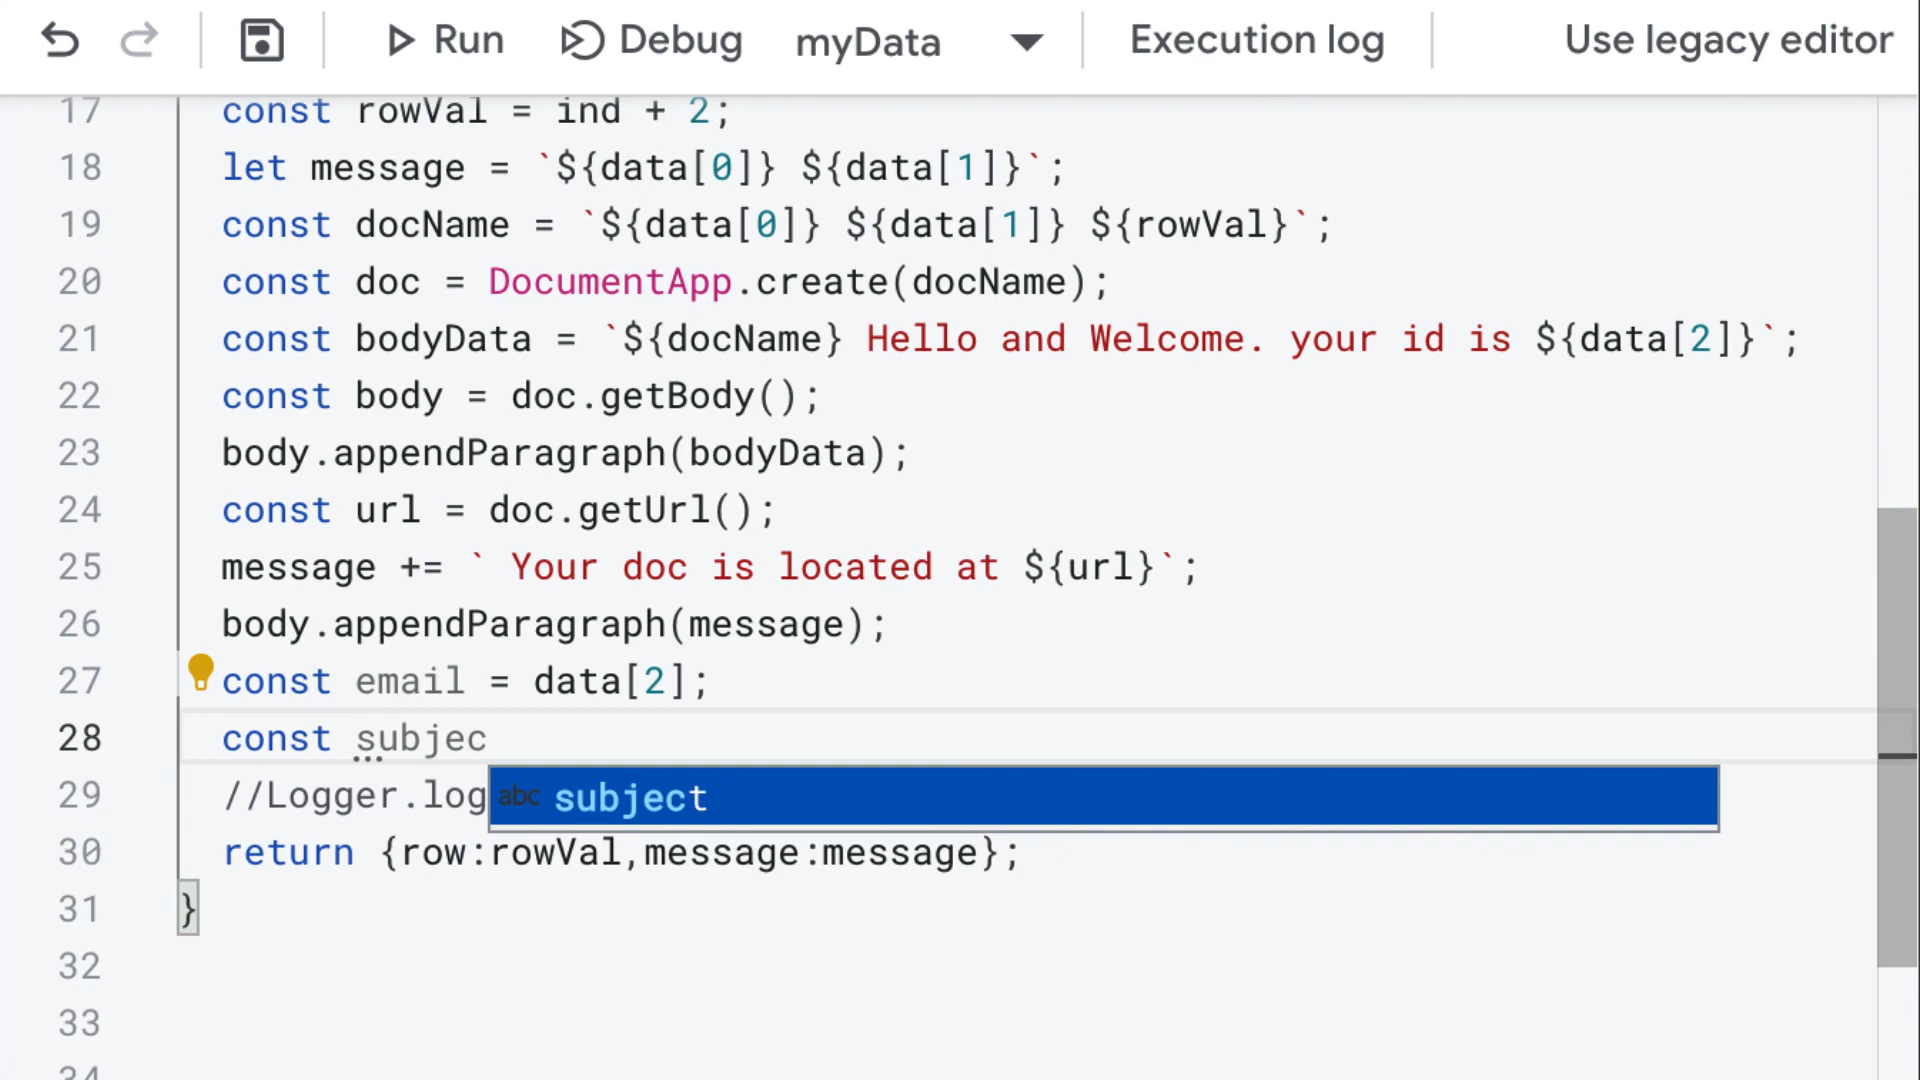 Run Debug myData Execution log Use legacy editor
17 const rowVal = ind + 2;
18 let message = `${data[0]} ${data[1]}`;
19 const docName = `${data[0]} ${data[1]} ${rowVal}`;
20 const doc = DocumentApp.create(docName);
21 const bodyData = `${docName} Hello and Welcome. your id is ${data[2]}`;
22 const body = doc.getBody();
23 body.appendParagraph(bodyData);
24 const url = doc.getUrl();
25 message += ` Your doc is located at ${url}`;
26 body.appendParagraph(message);
27 const email = data[2];
28 const subjec
29 //Logger.log abc subject
30 return {row:rowVal,message:message};
31 }
32
33
34